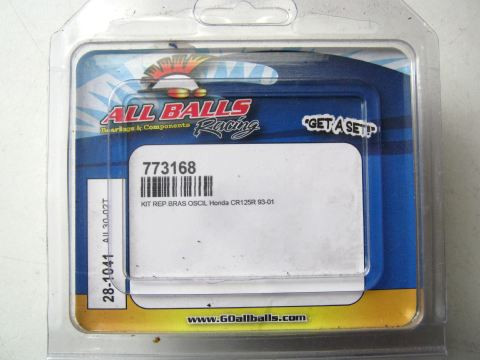 ALL BALLS
Bearings & Components
Racing
"GET A SET!"
773168
KIT REP.BRAS OSCIL Honda CR125R 93-01
28-1041
www.GOallballs.com